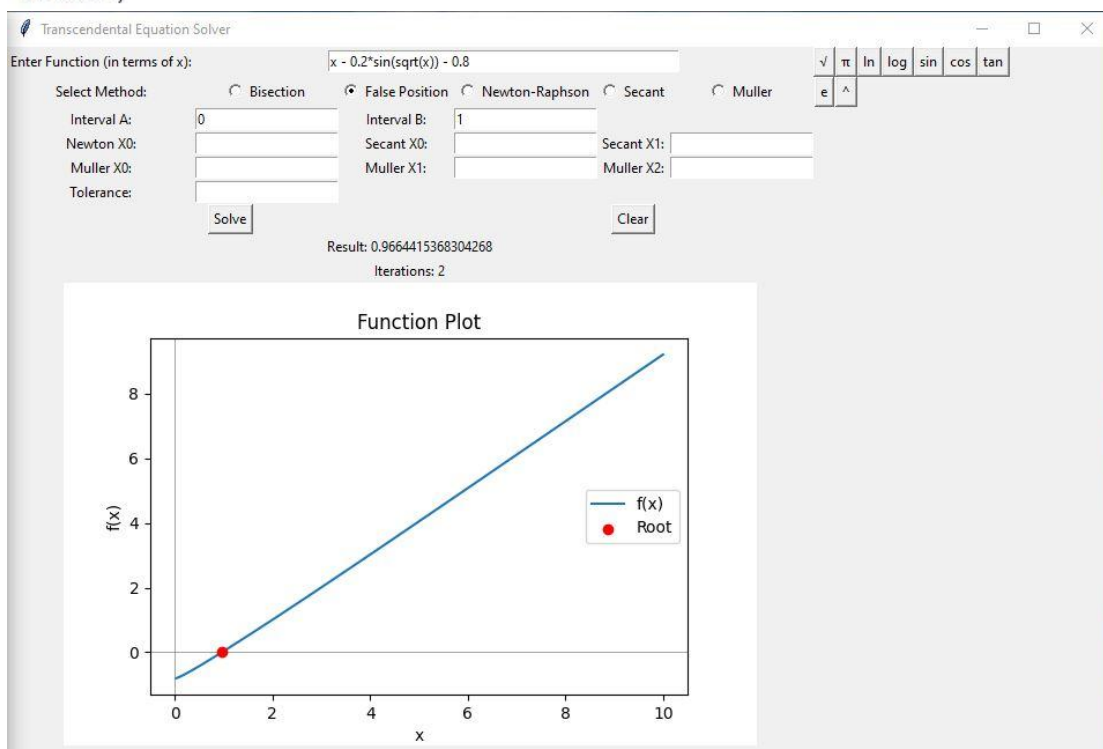 Transcendental Equation Solver
Enter Function (in terms of x): x - 0.2*sin(sqrt(x)) - 0.8 √ π ln log sin cos tan
Select Method: Bisection False Position Newton-Raphson Secant Muller e ^
Interval A: 0 Interval B: 1
Newton X0: Secant X0: Secant X1:
Muller X0: Muller X1: Muller X2:
Tolerance:
Solve Clear
Result: 0.9664415368304268
Iterations: 2
Function Plot
8
6
4
2
0
f(x)
f(x)
Root
0 2 4 6 8 10
x